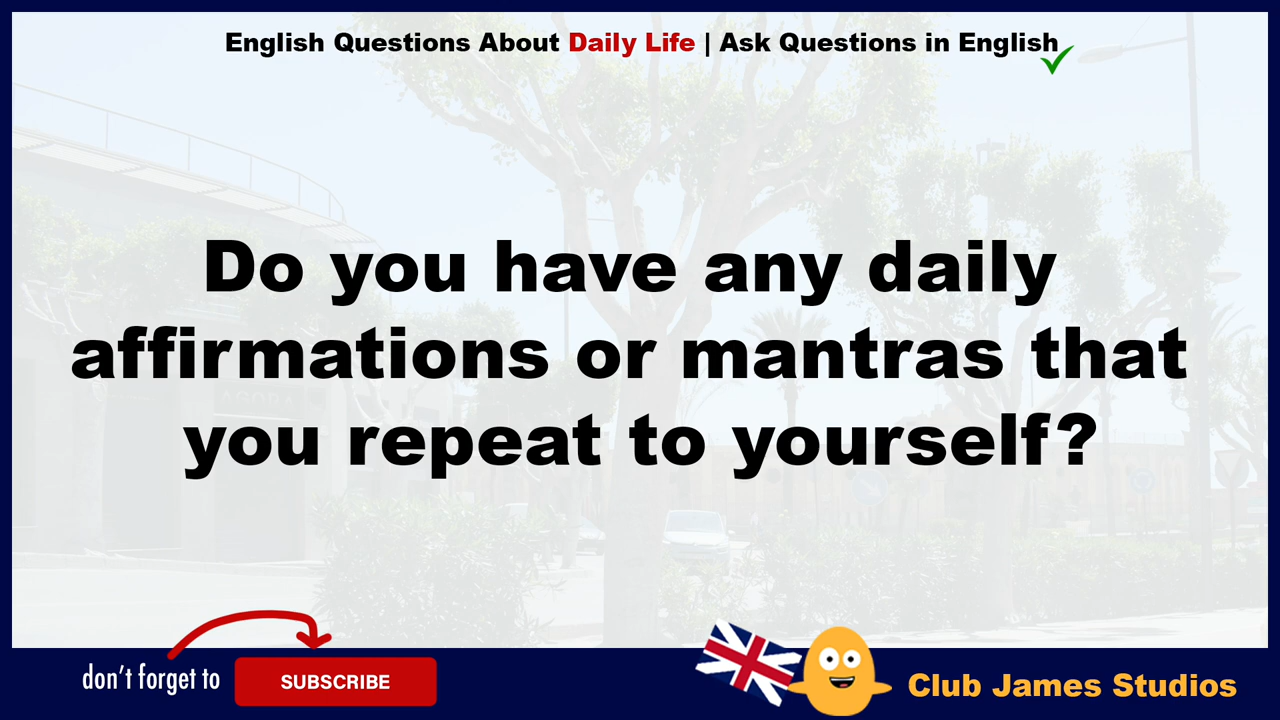 English Questions About Daily Life | Ask Questions in English
Do you have any daily
affirmations or mantras that
you repeat to yourself?
don't forget to
SUBSCRIBE
Club James Studios